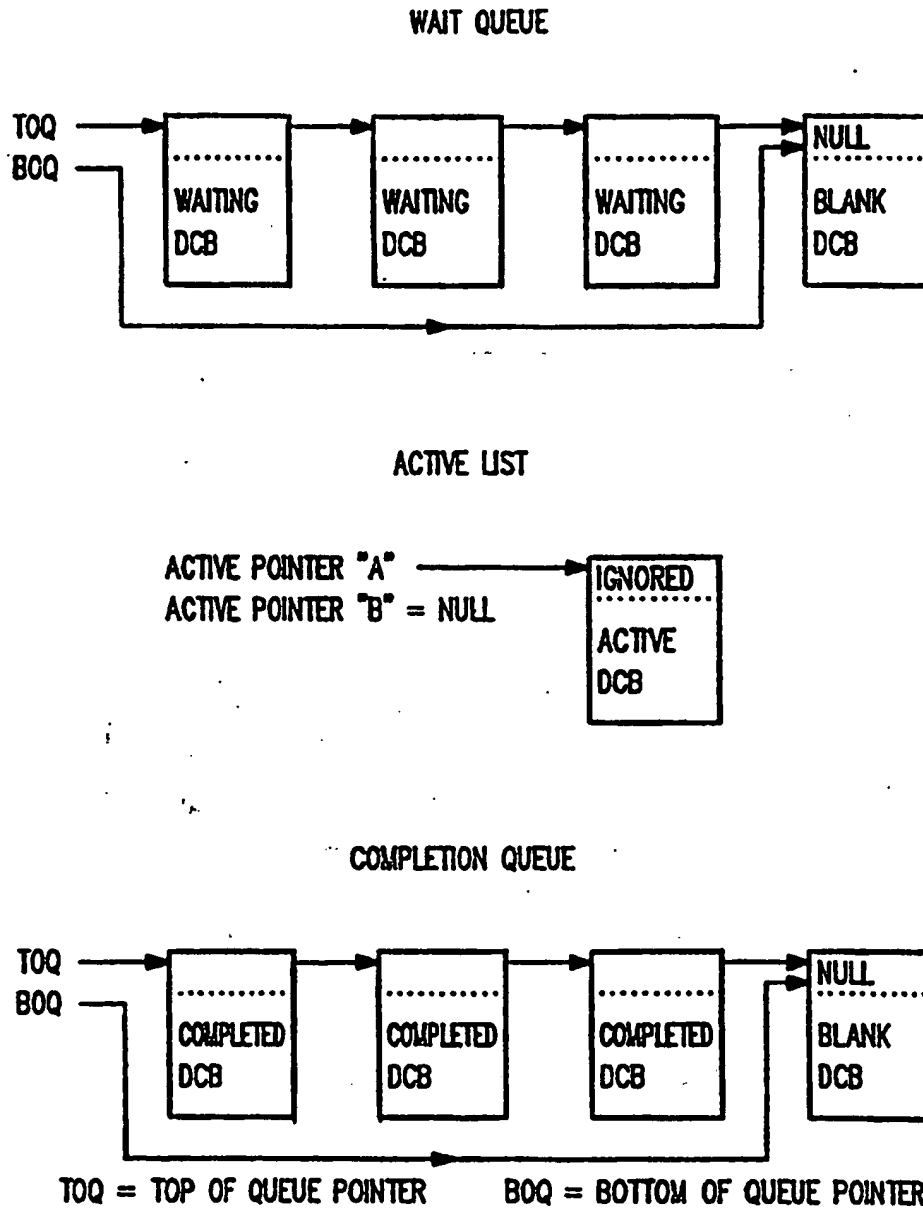 WAIT QUEUE
TOQ
BOQ
WAITING
DCB
WAITING
DCB
WAITING
DCB
NULL
BLANK
DCB
ACTIVE LIST
ACTIVE POINTER "A"
ACTIVE POINTER "B" = NULL
IGNORED
ACTIVE
DCB
COMPLETION QUEUE
TOQ
BOQ
COMPLETED
DCB
COMPLETED
DCB
COMPLETED
DCB
NULL
BLANK
DCB
TOQ = TOP OF QUEUE POINTER
BOQ = BOTTOM OF QUEUE POINTER